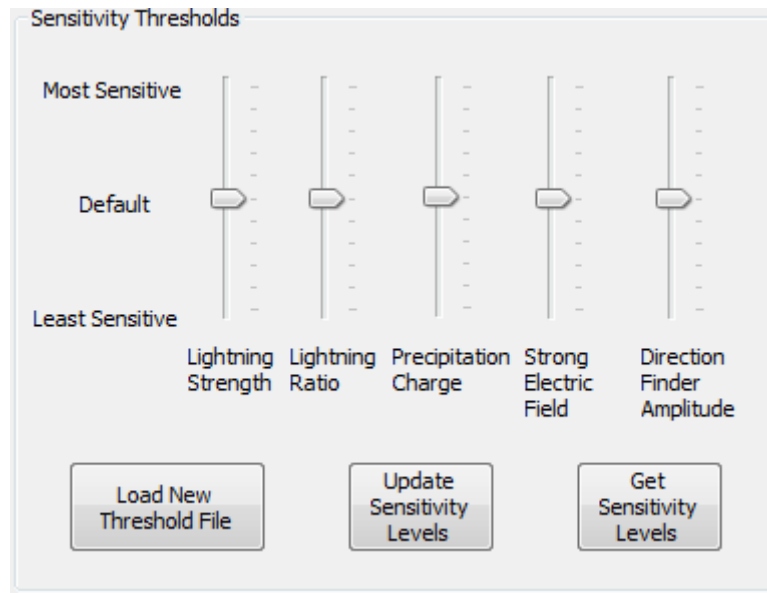 Sensitivity Thresholds
Most Sensitive
Default
Least Sensitive
Lightning
Strength
Lightning
Ratio
Precipitation
Charge
Strong
Electric
Field
Direction
Finder
Amplitude
Load New
Threshold File
Update
Sensitivity
Levels
Get
Sensitivity
Levels